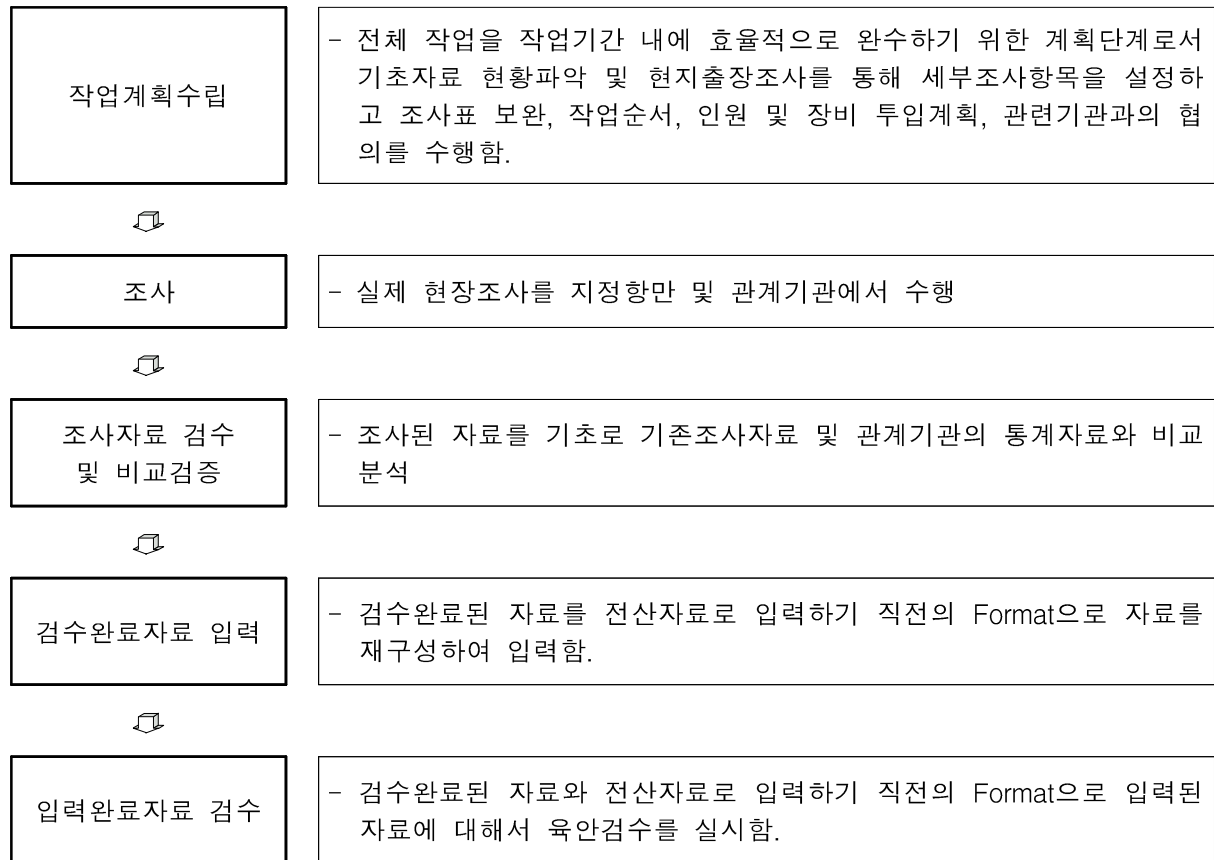 작업계획수립
- 전체 작업을 작업기간 내에 효율적으로 완수하기 위한 계획단계로서
기초자료 현황파악 및 현지출장조사를 통해 세부조사항목을 설정하
고 조사표 보완, 작업순서, 인원 및 장비 투입계획, 관련기관과의 협
의를 수행함.
조사
- 실제 현장조사를 지정항만 및 관계기관에서 수행
조사자료 검수
및 비교검증
- 조사된 자료를 기초로 기존조사자료 및 관계기관의 통계자료와 비교
분석
검수완료자료 입력
- 검수완료된 자료를 전산자료로 입력하기 직전의 Format으로 자료를
재구성하여 입력함.
입력완료자료 검수
- 검수완료된 자료와 전산자료로 입력하기 직전의 Format으로 입력된
자료에 대해서 육안검수를 실시함.